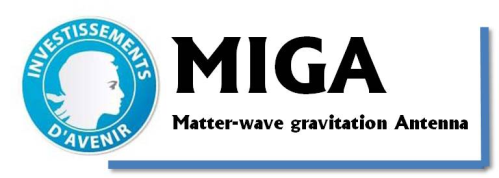 INVESTISSEMENTS
D'AVENIR
MIGA
Matter-wave gravitation Antenna